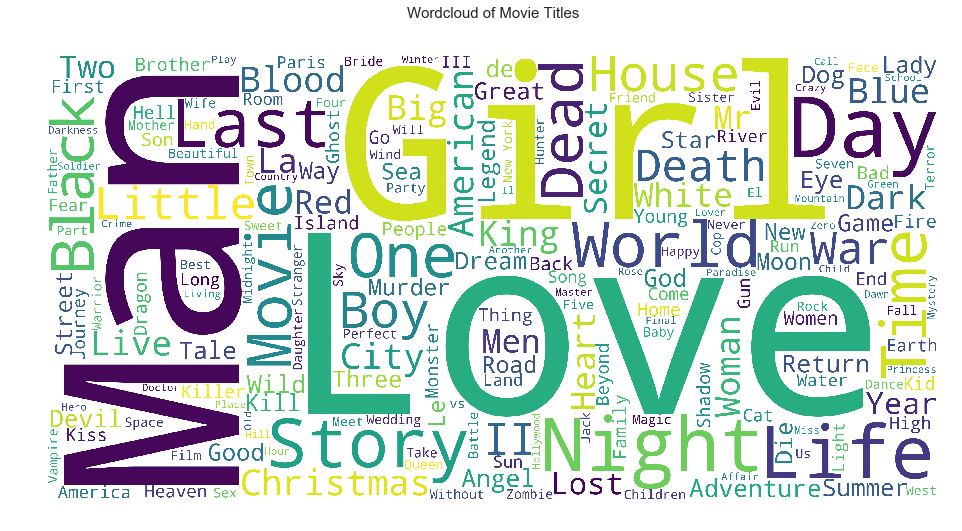 Wordcloud of Movie Titles
Two
Brother
Play
Paris
Bride
Winter
III
de
Girl
House
Call
Face
Lady
First
Blood
Great
Dog
Crazy
School
Hell
Wife
Room
Four
Big
American
Dead
Friend
Sister
Evil
Blue
Darkness
Mother
Hand
Last
Ghost
Go
Will
Legend
New York
Hunter
Secret
Mr
Star
River
Day
Seven
Son
Beautiful
Wind
Sea
Death
Eye
Bad
Green
Terror
Father
Soldier
Black
Man
Town
La
Country
Way
Party
Il
White
El
Mountain
Dark
Fear
Little
Red
Island
People
King
Young
Lover
Never
Zero
Game
Fire
Part
Crime
Sweet
Movie
One
Another
World
Cop
Happy
New
Run
War
Time
Street
Journey
Warrior
Dragon
Best
Long
Living
Midnight
Stranger
Daughter
Sky
Murder
Dream
Back
Song
Five
God
Come
Rose
Paradise
Gun
Moon
Child
End
Dawn
Mystery
Love
Master
Home
Final
Baby
Rock
Women
Fall
Earth
Live
Tale
Boy
Perfect
City
Thing
Men
Road
Land
Heart
Beyond
Return
Water
Princess
Dance
Kid
Doctor
Killer
Place
Wild
Kill
Three
Le
Monster
Family
Shadow
Woman
Cat
Magic
Year
Hero
Devil
Old
Hill
Meet
Wedding
vs
Battle
Jack
Miss
Us
Die
Light
High
Vampire
Kiss
Space
Film
Good
Hour
Story
Take
Queen
II
Sun
Hollywood
Night
Children
Affair
Life
West
America
Heaven
Sex
Christmas
Without
Angel
Zombie
Lost
Adventure
Summer